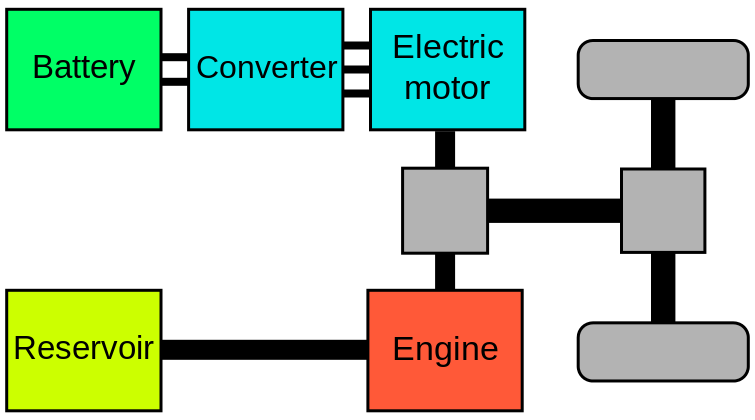 Battery
Converter
Electric
motor
Reservoir
Engine